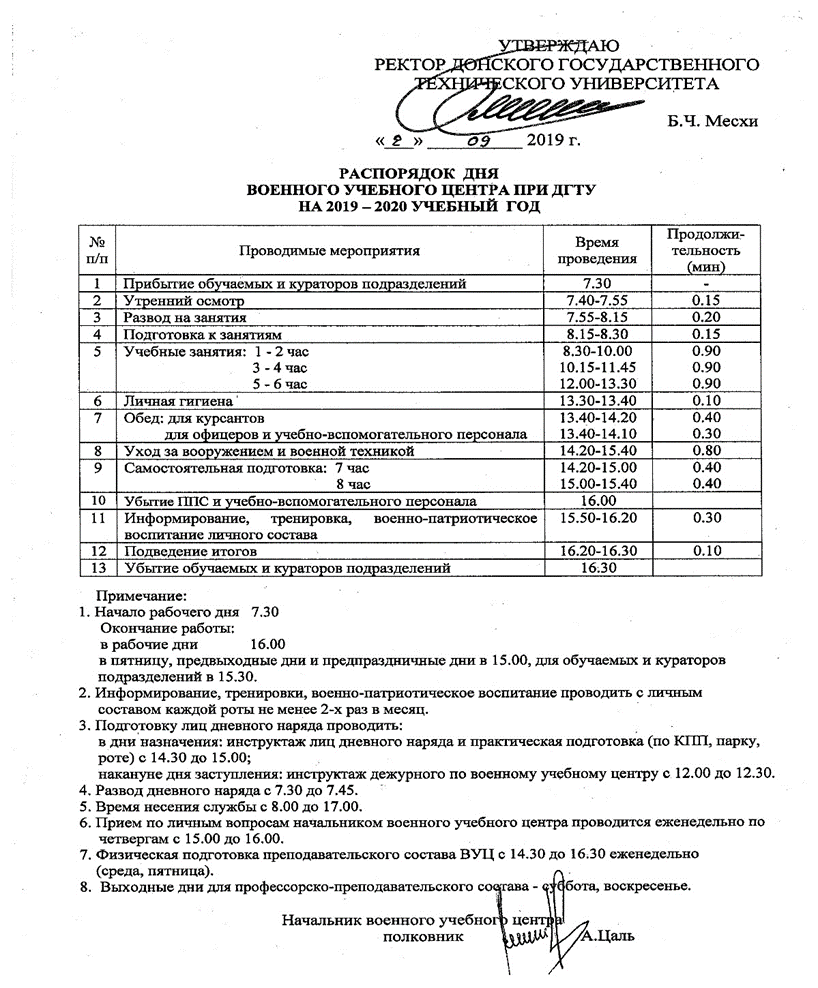 УТВЕРЖДАЮ
РЕКТОР ДОНСКОГО ГОСУДАРСТВЕННОГО
ТЕХНИЧЕСКОГО УНИВЕРСИТЕТА
Б.Ч. Месхи
« 2 » 09 2019 г.
РАСПОРЯДОК ДНЯ
ВОЕННОГО УЧЕБНОГО ЦЕНТРА ПРИ ДГТУ
НА 2019 – 2020 УЧЕБНЫЙ ГОД
№ п/п Проводимые мероприятия Время проведения Продолжи-тельность (мин)
1 Прибытие обучаемых и кураторов подразделений 7.30 -
2 Утренний осмотр 7.40-7.55 0.15
3 Развод на занятия 7.55-8.15 0.20
4 Подготовка к занятиям 8.15-8.30 0.15
5 Учебные занятия: 1 - 2 час 8.30-10.00 0.90
3 - 4 час 10.15-11.45 0.90
5 - 6 час 12.00-13.30 0.90
6 Личная гигиена 13.30-13.40 0.10
7 Обед: для курсантов 13.40-14.20 0.40
для офицеров и учебно-вспомогательного персонала 13.40-14.10 0.30
8 Уход за вооружением и военной техникой 14.20-15.40 0.80
9 Самостоятельная подготовка: 7 час 14.20-15.00 0.40
8 час 15.00-15.40 0.40
10 Убытие ППС и учебно-вспомогательного персонала 16.00
11 Информирование, тренировка, военно-патриотическое 15.50-16.20 0.30
воспитание личного состава
12 Подведение итогов 16.20-16.30 0.10
13 Убытие обучаемых и кураторов подразделений 16.30
Примечание:
1. Начало рабочего дня 7.30
Окончание работы:
в рабочие дни 16.00
в пятницу, предвыходные дни и предпраздничные дни в 15.00, для обучаемых и кураторов
подразделений в 15.30.
2. Информирование, тренировки, военно-патриотическое воспитание проводить с личным
составом каждой роты не менее 2-х раз в месяц.
3. Подготовку лиц дневного наряда проводить:
в дни назначения: инструктаж лиц дневного наряда и практическая подготовка (по КПП, парку,
роте) с 14.30 до 15.00;
накануне дня заступления: инструктаж дежурного по военному учебному центру с 12.00 до 12.30.
4. Развод дневного наряда с 7.30 до 7.45.
5. Время несения службы с 8.00 до 17.00.
6. Прием по личным вопросам начальником военного учебного центра проводится еженедельно по
четвергам с 15.00 до 16.00.
7. Физическая подготовка преподавательского состава ВУЦ с 14.30 до 16.30 еженедельно
(среда, пятница).
8. Выходные дни для профессорско-преподавательского состава - суббота, воскресенье.
Начальник военного учебного центра
полковник А.Цаль